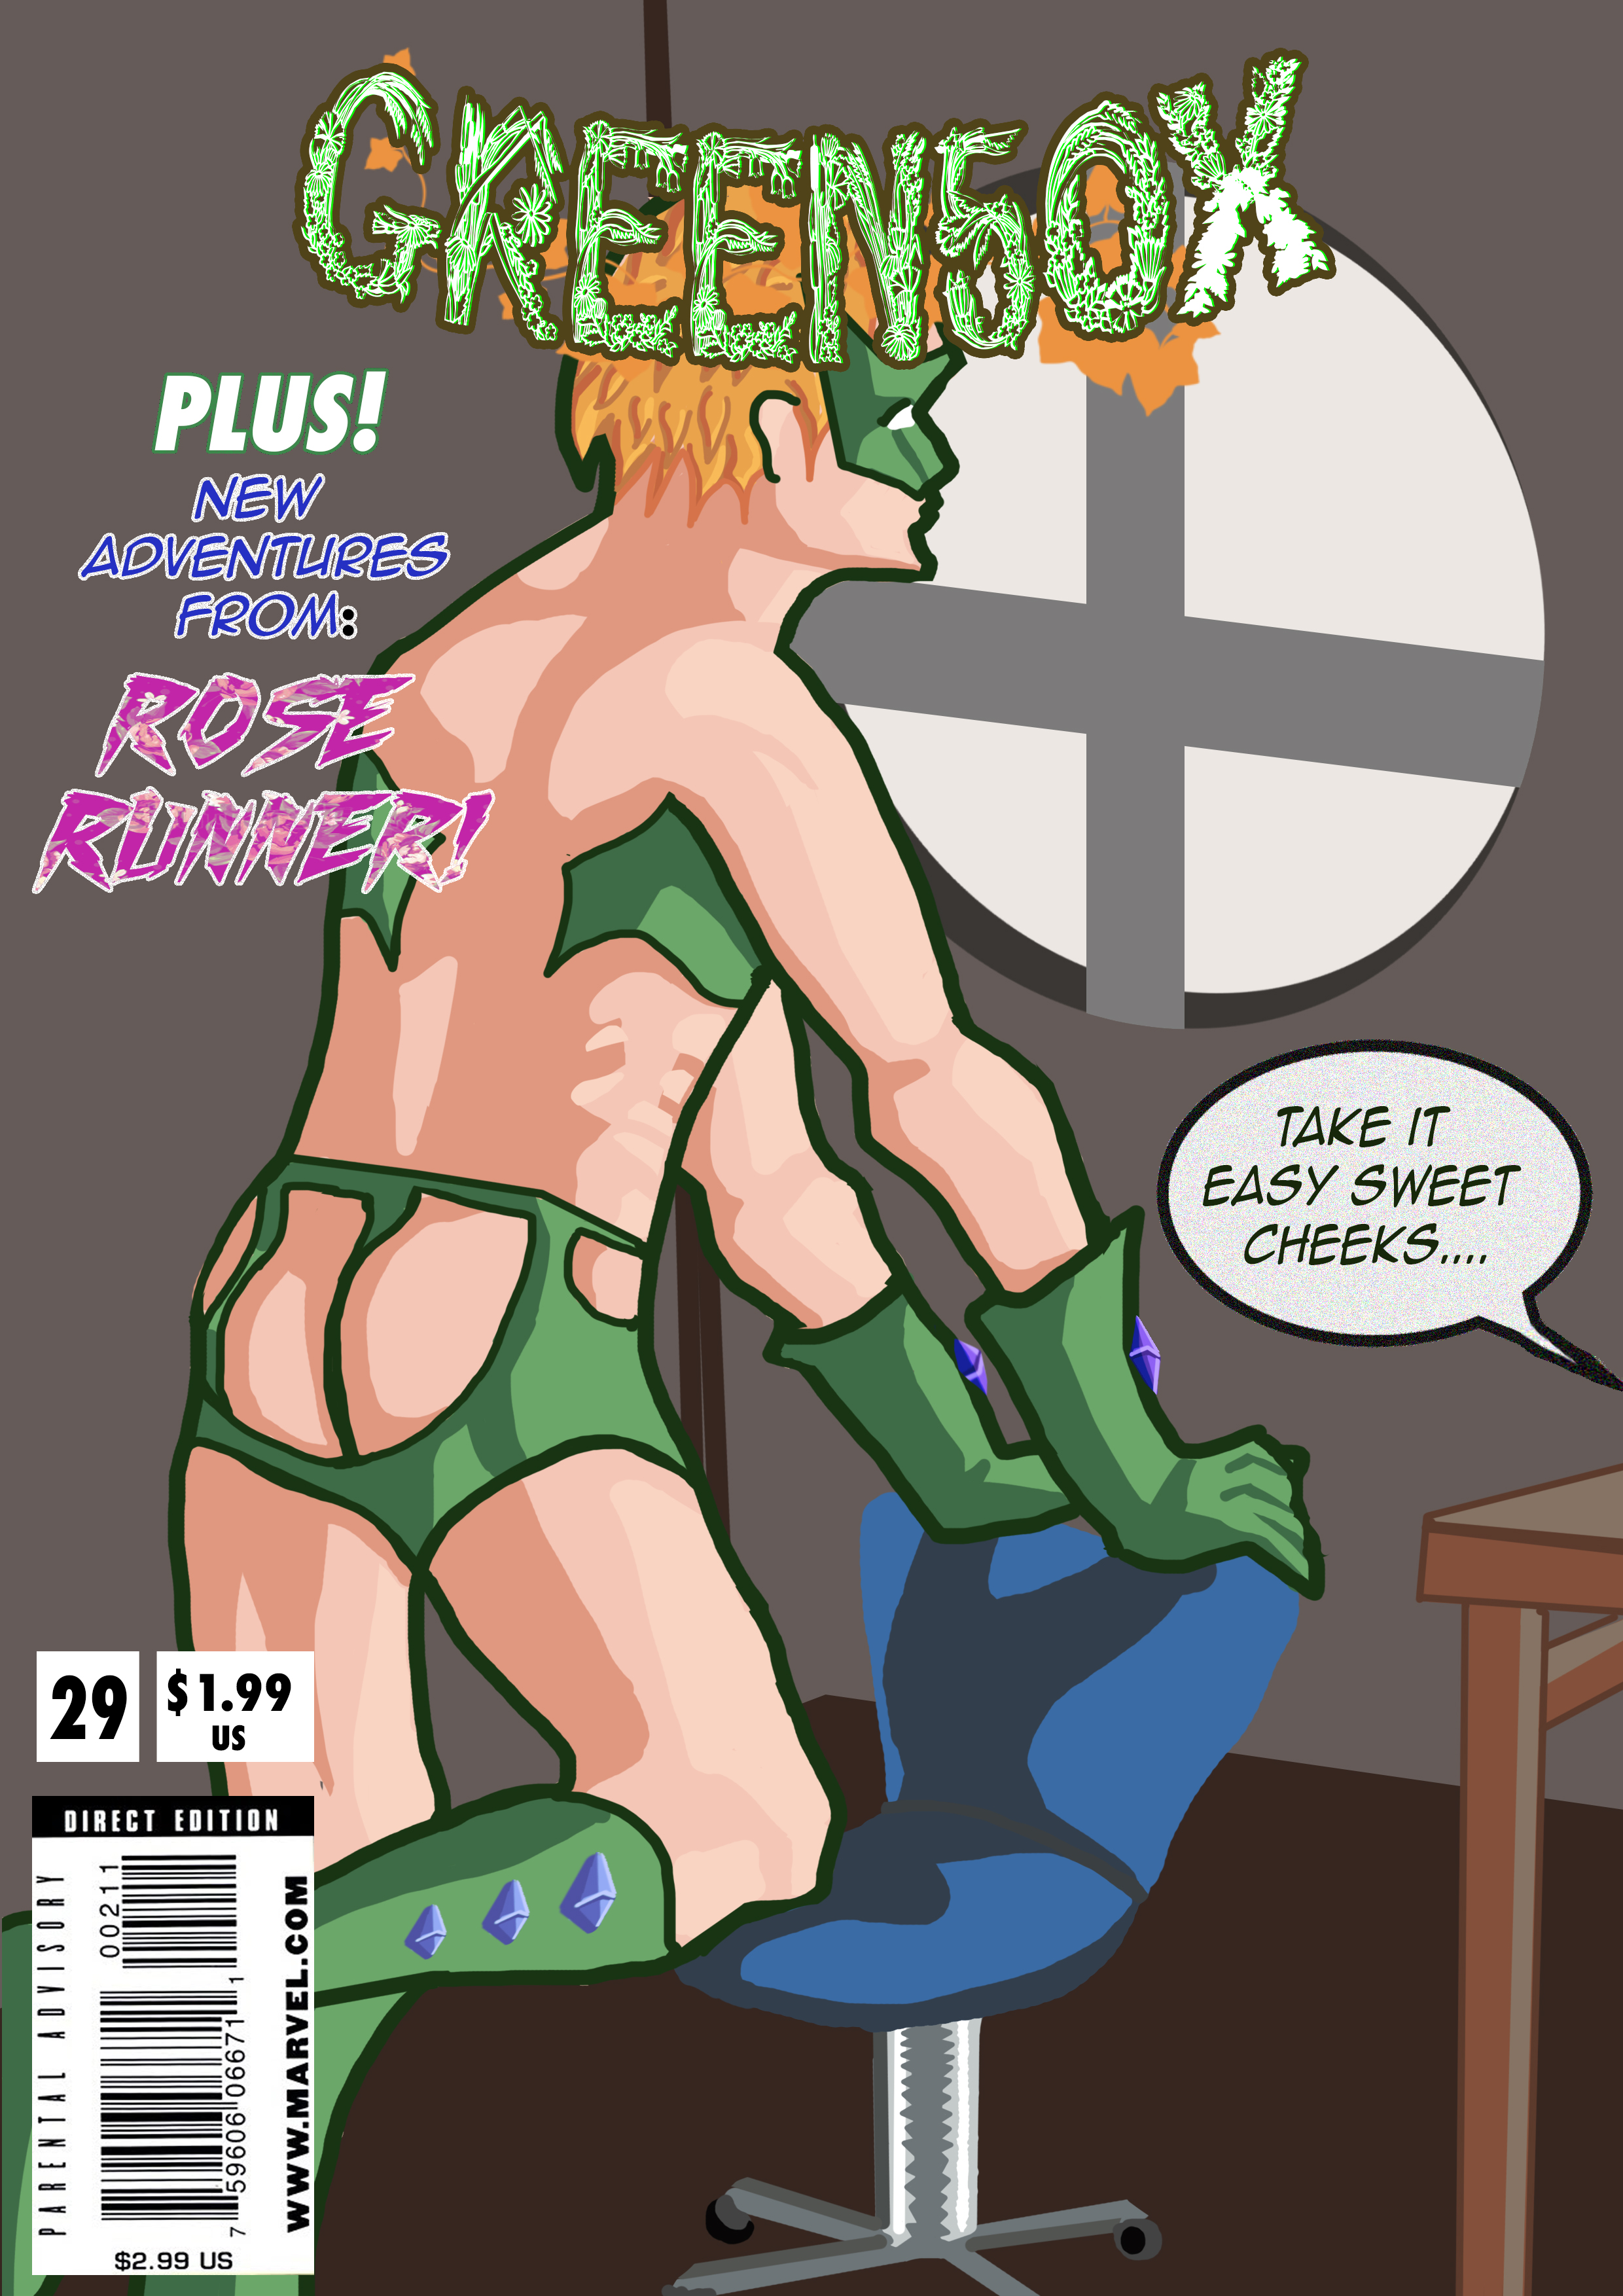 GREEN50X
PLUS!
NEW
ADVENTURES
FROM:
ROSE
RUNNER!
TAKE IT
EASY SWEET
CHEEKS....
29
$1.99
US
DIRECT EDITION
PARENTAL ADVISORY
00211
7 59606 06671 1
WWW.MARVEL.COM
$2.99 US